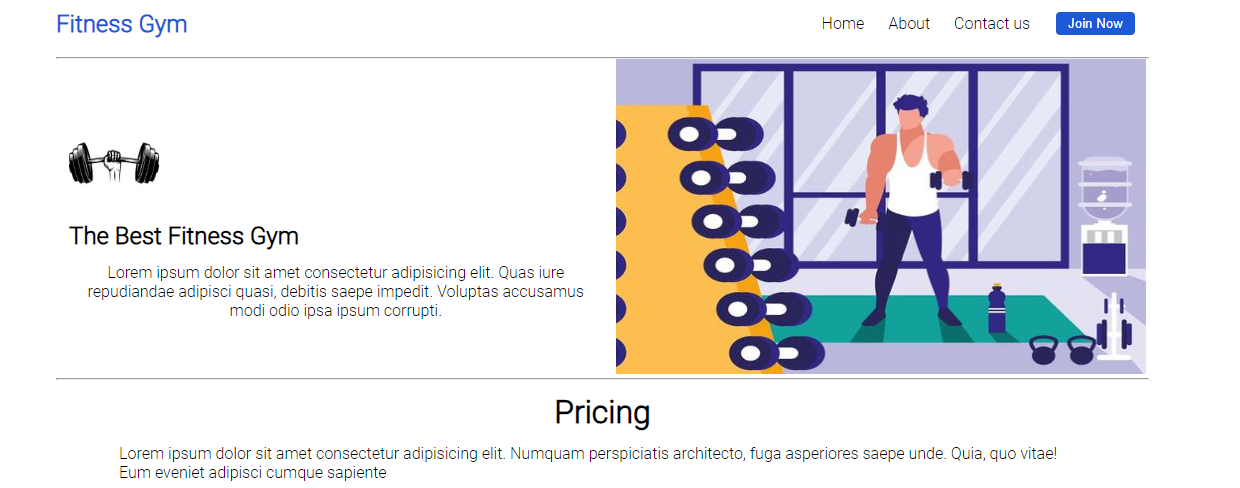 Fitness Gym
Home About Contact us Join Now
The Best Fitness Gym
Lorem ipsum dolor sit amet consectetur adipisicing elit. Quas iure
repudiandae adipisci quasi, debitis saepe impedit. Voluptas accusamus
modi odio ipsa ipsum corrupti.
Pricing
Lorem ipsum dolor sit amet consectetur adipisicing elit. Numquam perspiciatis architecto, fuga asperiores saepe unde. Quia, quo vitae!
Eum eveniet adipisci cumque sapiente